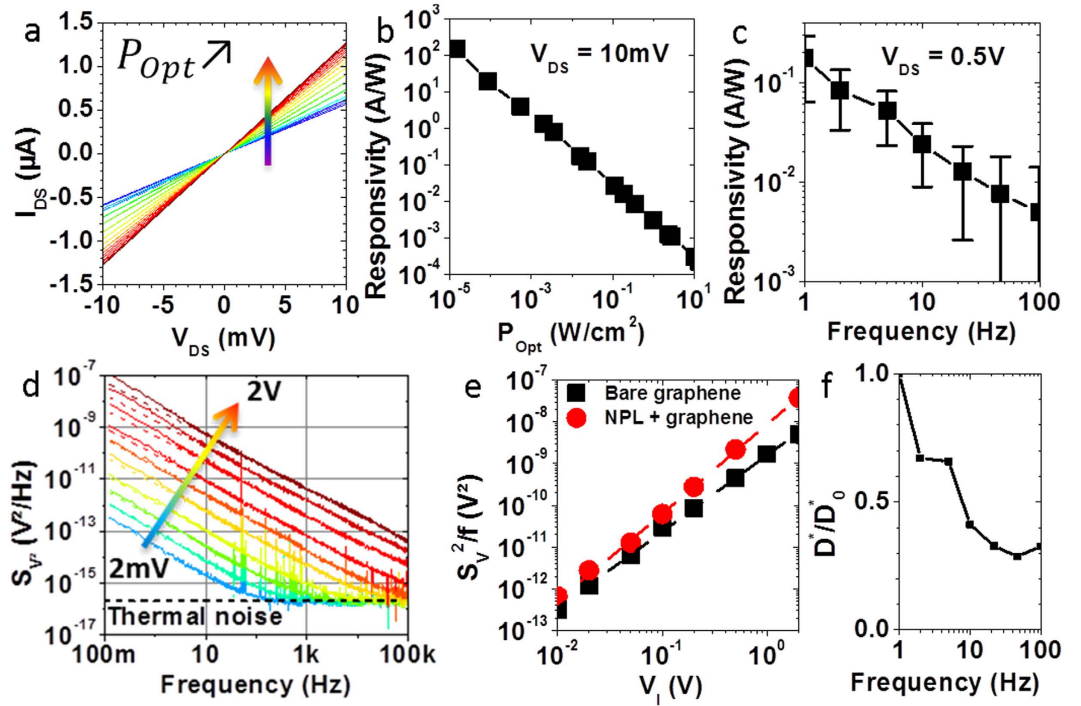 a
P_Opt ↗
I_DS (µA)
1.5
1.0
0.5
0.0
-0.5
-1.0
-1.5
-10 -5 0 5 10
V_DS (mV)
b
V_DS = 10mV
Responsivity (A/W)
10^3
10^2
10^1
10^0
10^-1
10^-2
10^-3
10^-4
10^-5 10^-3 10^-1 10^1
P_Opt (W/cm^2)
c
V_DS = 0.5V
Responsivity (A/W)
10^-1
10^-2
10^-3
1 10 100
Frequency (Hz)
d
2V
2mV
Thermal noise
S_V² (V²/Hz)
10^-7
10^-9
10^-11
10^-13
10^-15
10^-17
100m 10 1k 100k
Frequency (Hz)
e
Bare graphene
NPL + graphene
S_V^2/f (V²)
10^-7
10^-8
10^-9
10^-10
10^-11
10^-12
10^-13
10^-2 10^-1 10^0
V_I (V)
f
D^*/D_0^*
1.0
0.5
0.0
1 10 100
Frequency (Hz)